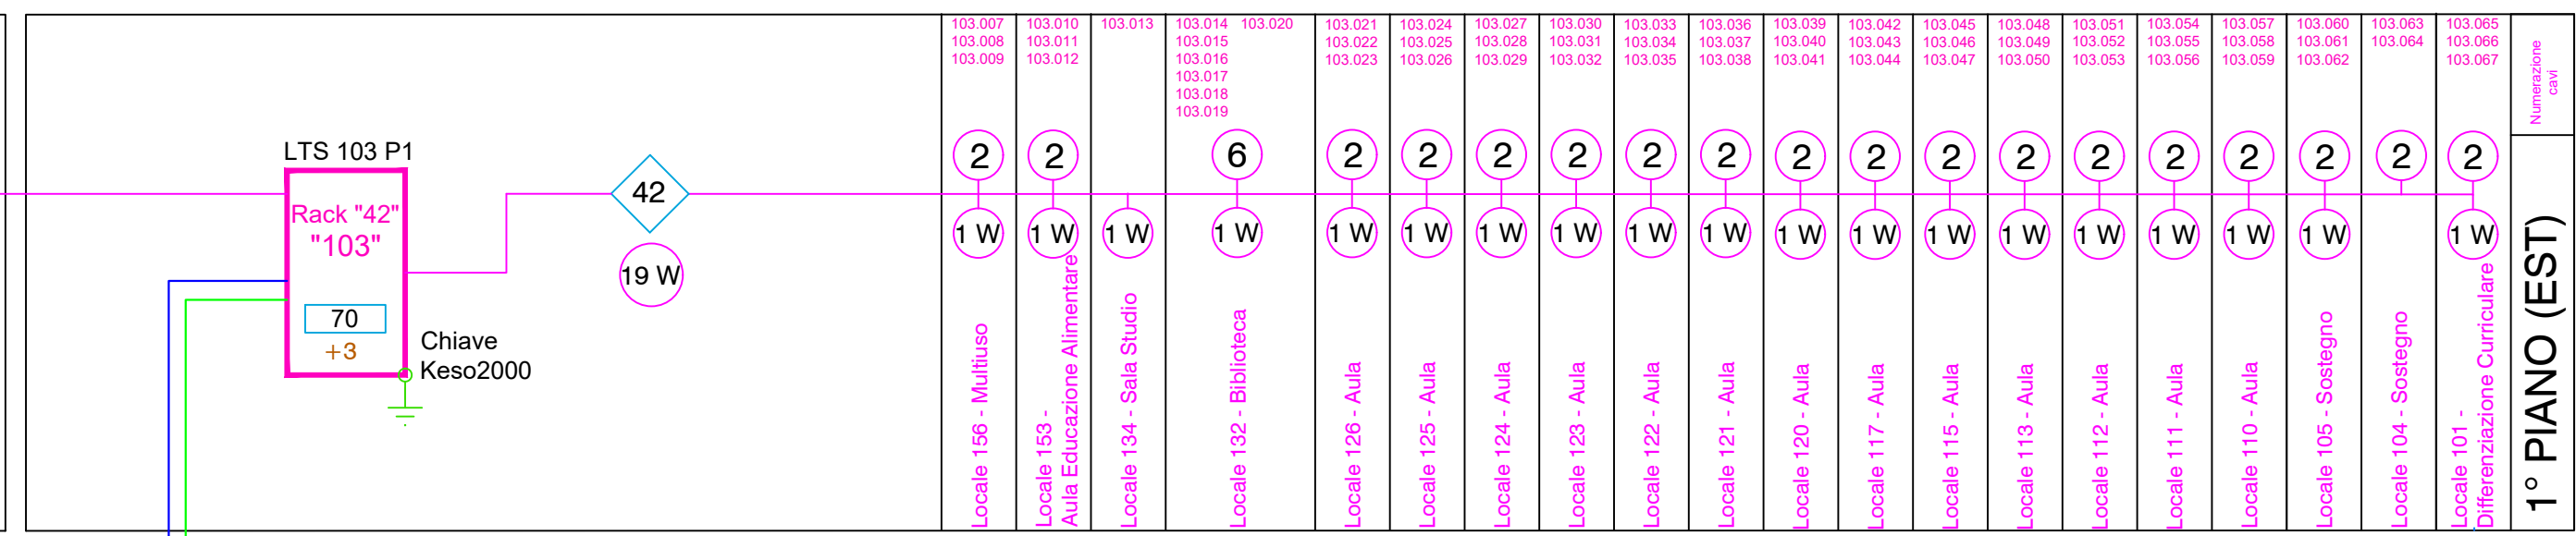 LTS 103 P1
Rack "42"
"103"
70
+3
Chiave
Keso2000
42
19 W
103.007
103.008
103.009
2
1 W
Locale 156 - Multiuso
103.010
103.011
103.012
2
1 W
Locale 153 -
Aula Educazione Alimentare
103.013
1 W
Locale 134 - Sala Studio
103.014 103.020
103.015
103.016
103.017
103.018
103.019
6
1 W
Locale 132 - Biblioteca
103.021
103.022
103.023
2
1 W
Locale 126 - Aula
103.024
103.025
103.026
2
1 W
Locale 125 - Aula
103.027
103.028
103.029
2
1 W
Locale 124 - Aula
103.030
103.031
103.032
2
1 W
Locale 123 - Aula
103.033
103.034
103.035
2
1 W
Locale 122 - Aula
103.036
103.037
103.038
2
1 W
Locale 121 - Aula
103.039
103.040
103.041
2
1 W
Locale 120 - Aula
103.042
103.043
103.044
2
1 W
Locale 117 - Aula
103.045
103.046
103.047
2
1 W
Locale 115 - Aula
103.048
103.049
103.050
2
1 W
Locale 113 - Aula
103.051
103.052
103.053
2
1 W
Locale 112 - Aula
103.054
103.055
103.056
2
1 W
Locale 111 - Aula
103.057
103.058
103.059
2
1 W
Locale 110 - Aula
103.060
103.061
103.062
2
1 W
Locale 105 - Sostegno
103.063
103.064
2
Locale 104 - Sostegno
103.065
103.066
103.067
2
1 W
Locale 101 -
Differenziazione Curriculare
Numerazione
cavi
1° PIANO (EST)